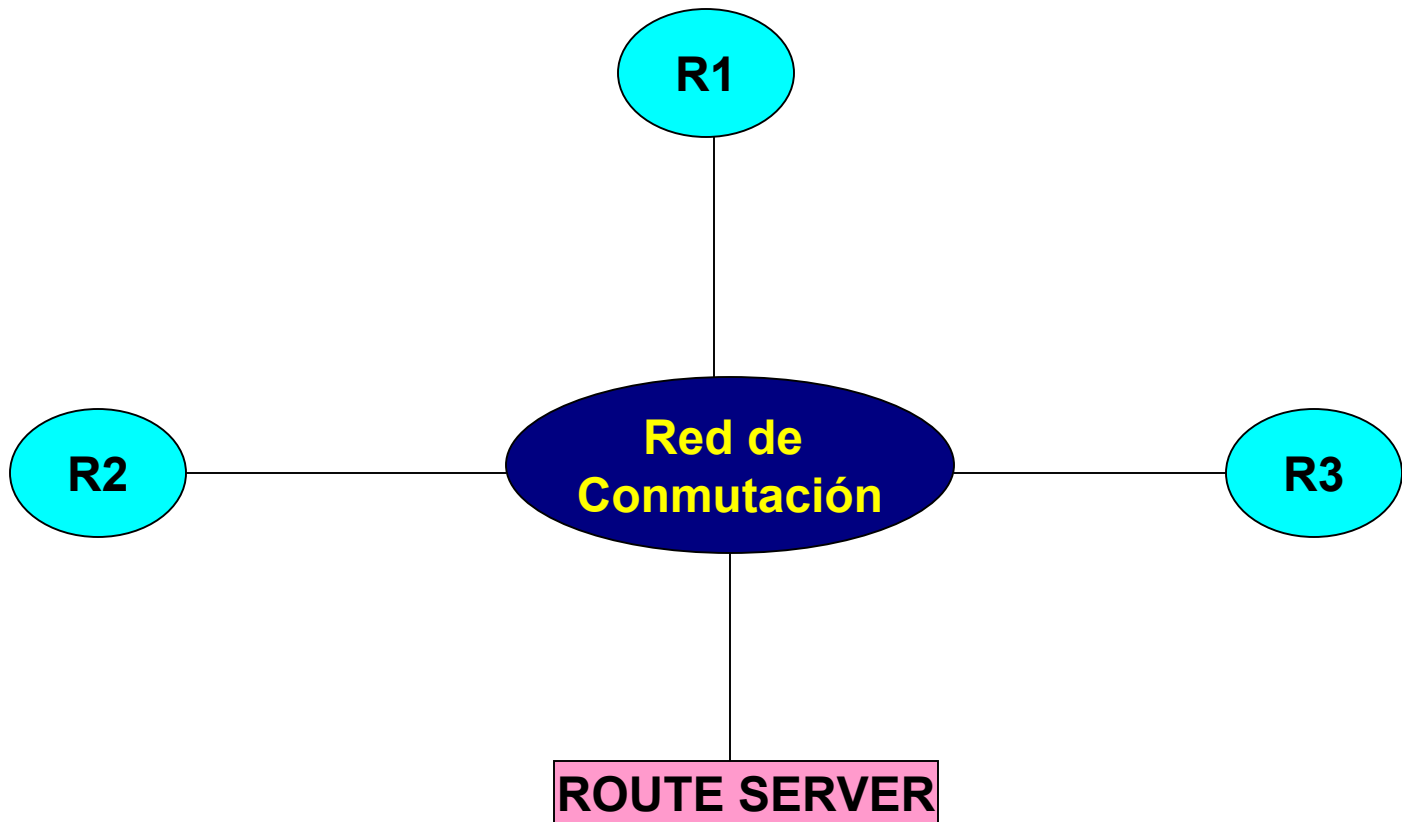 R1
Red de
Conmutación
R2
R3
ROUTE SERVER